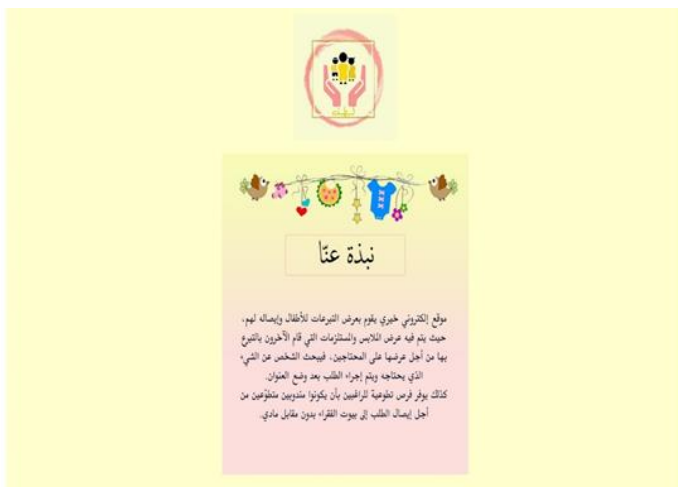 نبذة عنّا
موقع إلكتروني خيري يقوم بعرض التبرعات للأطفال وإيصاله لهم،
حيث يتم فيه عرض الملابس والمستلزمات التي قام الآخرون بالتبرع
بها من أجل عرضها على المحتاجين، فيبحث الشخص عن الشيء
الذي يحتاجه ويتم إجراء الطلب بعد وضع العنوان.
كذلك يوفر فرص تطوعية للراغبين بأن يكونوا مندوبين متطوّعين من
أجل إيصال الطلب إلى بيوت الفقراء بدون مقابل مادي.